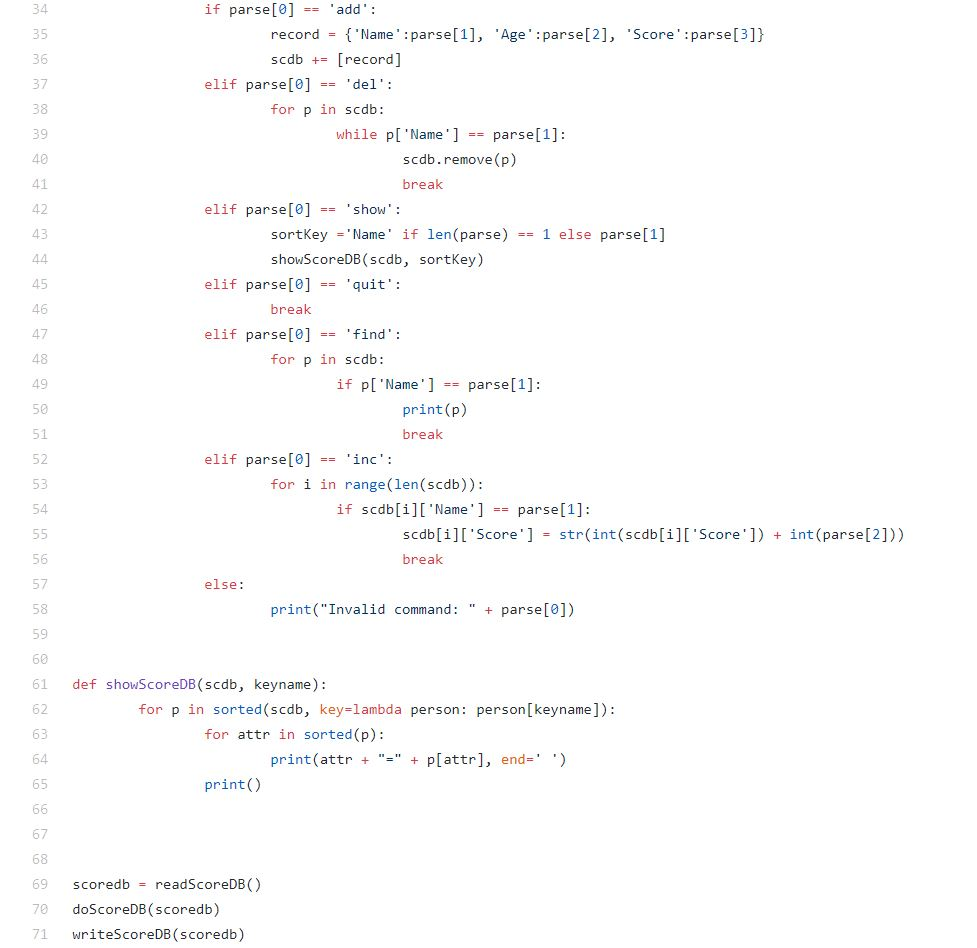 34 if parse[0] == 'add':
35 record = {'Name':parse[1], 'Age':parse[2], 'Score':parse[3]}
36 scdb += [record]
37 elif parse[0] == 'del':
38 for p in scdb:
39 while p['Name'] == parse[1]:
40 scdb.remove(p)
41 break
42 elif parse[0] == 'show':
43 sortKey ='Name' if len(parse) == 1 else parse[1]
44 showScoreDB(scdb, sortKey)
45 elif parse[0] == 'quit':
46 break
47 elif parse[0] == 'find':
48 for p in scdb:
49 if p['Name'] == parse[1]:
50 print(p)
51 break
52 elif parse[0] == 'inc':
53 for i in range(len(scdb)):
54 if scdb[i]['Name'] == parse[1]:
55 scdb[i]['Score'] = str(int(scdb[i]['Score']) + int(parse[2]))
56 break
57 else:
58 print("Invalid command: " + parse[0])
59
60
61 def showScoreDB(scdb, keyname):
62 for p in sorted(scdb, key=lambda person: person[keyname]):
63 for attr in sorted(p):
64 print(attr + "=" + p[attr], end=' ')
65 print()
66
67
68
69 scoredb = readScoreDB()
70 doScoreDB(scoredb)
71 writeScoreDB(scoredb)